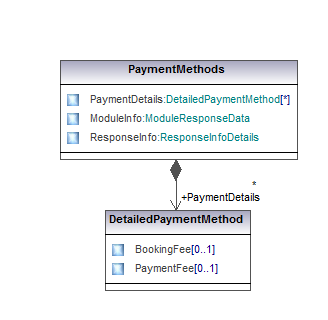 PaymentMethods
PaymentDetails:DetailedPaymentMethod[*]
ModuleInfo:ModuleResponseData
ResponseInfo:ResponseInfoDetails
*
+PaymentDetails
DetailedPaymentMethod
BookingFee[0..1]
PaymentFee[0..1]